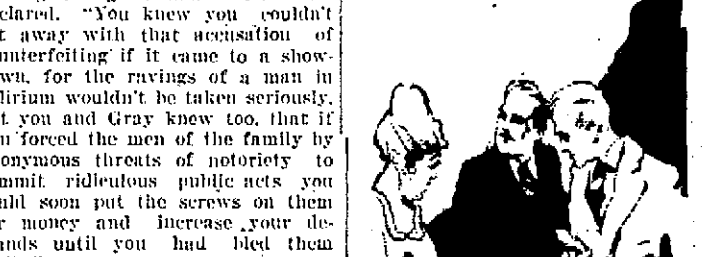 clared. "You knew you couldn't
t away with that accusation of
unterfeiting if it came to a show-
wn, for the ravings of a man in
lirium wouldn't be taken seriously,
t you and Gray knew too, that if
u forced the men of the family by
onymous threats of notoriety to
mmit ridiculous public acts you
uld soon put the screws on them
r money and increase your de-
ands until you had bled them